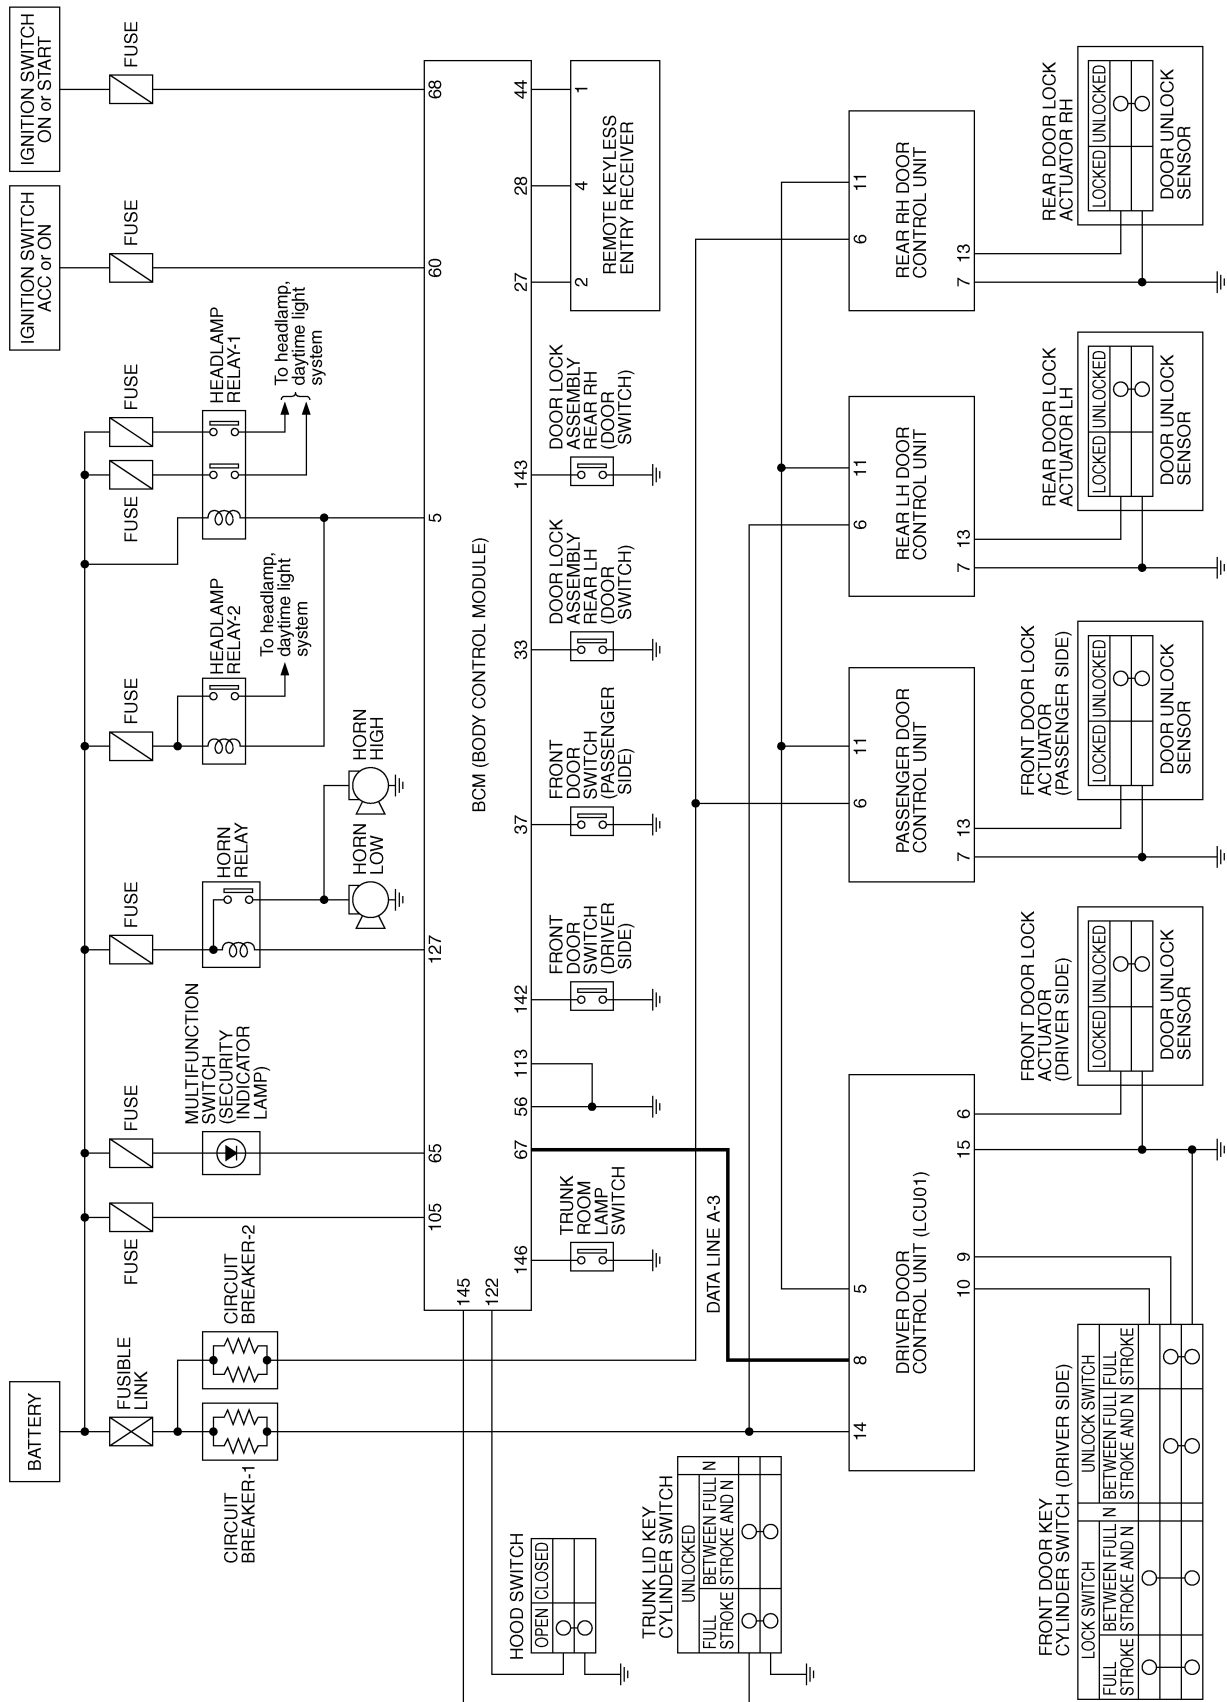 BATTERY
IGNITION SWITCH
ACC or ON
IGNITION SWITCH
ON or START
FUSIBLE
LINK
FUSE
FUSE
FUSE
FUSE
FUSE
FUSE
FUSE
FUSE
CIRCUIT
BREAKER-1
CIRCUIT
BREAKER-2
MULTIFUNCTION
SWITCH
(SECURITY
INDICATOR
LAMP)
HORN
RELAY
HEADLAMP
RELAY-2
HEADLAMP
RELAY-1
To headlamp,
daytime light
system
To headlamp,
daytime light
system
HORN
LOW
HORN
HIGH
105
65
127
5
60
68
145
122
BCM (BODY CONTROL MODULE)
146
67
56
113
142
37
33
143
27
28
44
HOOD SWITCH
OPEN
CLOSED
TRUNK
ROOM
LAMP
SWITCH
FRONT
DOOR
SWITCH
(DRIVER
SIDE)
FRONT
DOOR
SWITCH
(PASSENGER
SIDE)
DOOR LOCK
ASSEMBLY
REAR LH
(DOOR
SWITCH)
DOOR LOCK
ASSEMBLY
REAR RH
(DOOR
SWITCH)
2
4
1
REMOTE KEYLESS
ENTRY RECEIVER
TRUNK LID KEY
CYLINDER SWITCH
UNLOCKED
N
FULL
STROKE
BETWEEN FULL
STROKE AND N
DATA LINE A-3
14
8
5
DRIVER DOOR
CONTROL UNIT (LCU01)
10
9
15
6
6
11
PASSENGER DOOR
CONTROL UNIT
7
13
6
11
REAR LH DOOR
CONTROL UNIT
7
13
6
11
REAR RH DOOR
CONTROL UNIT
7
13
FRONT DOOR KEY
CYLINDER SWITCH (DRIVER SIDE)
LOCK SWITCH
N
UNLOCK SWITCH
FULL
STROKE
BETWEEN FULL
STROKE AND N
BETWEEN FULL
STROKE AND N
FULL
STROKE
FRONT DOOR LOCK
ACTUATOR
(DRIVER SIDE)
LOCKED
UNLOCKED
DOOR UNLOCK
SENSOR
FRONT DOOR LOCK
ACTUATOR
(PASSENGER SIDE)
LOCKED
UNLOCKED
DOOR UNLOCK
SENSOR
REAR DOOR LOCK
ACTUATOR LH
LOCKED
UNLOCKED
DOOR UNLOCK
SENSOR
REAR DOOR LOCK
ACTUATOR RH
LOCKED
UNLOCKED
DOOR UNLOCK
SENSOR